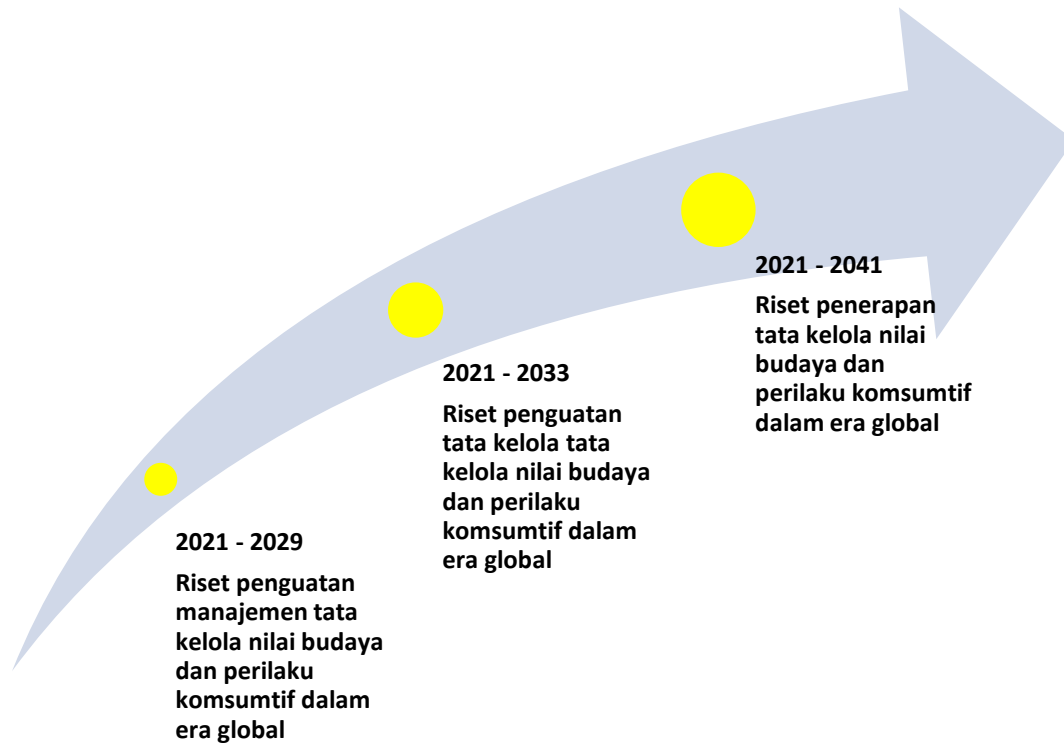 2021 - 2029
Riset penguatan
manajemen tata
kelola nilai budaya
dan perilaku
komsumtif dalam
era global
2021 - 2033
Riset penguatan
tata kelola tata
kelola nilai budaya
dan perilaku
komsumtif dalam
era global
2021 - 2041
Riset penerapan
tata kelola nilai
budaya dan
perilaku komsumtif
dalam era global